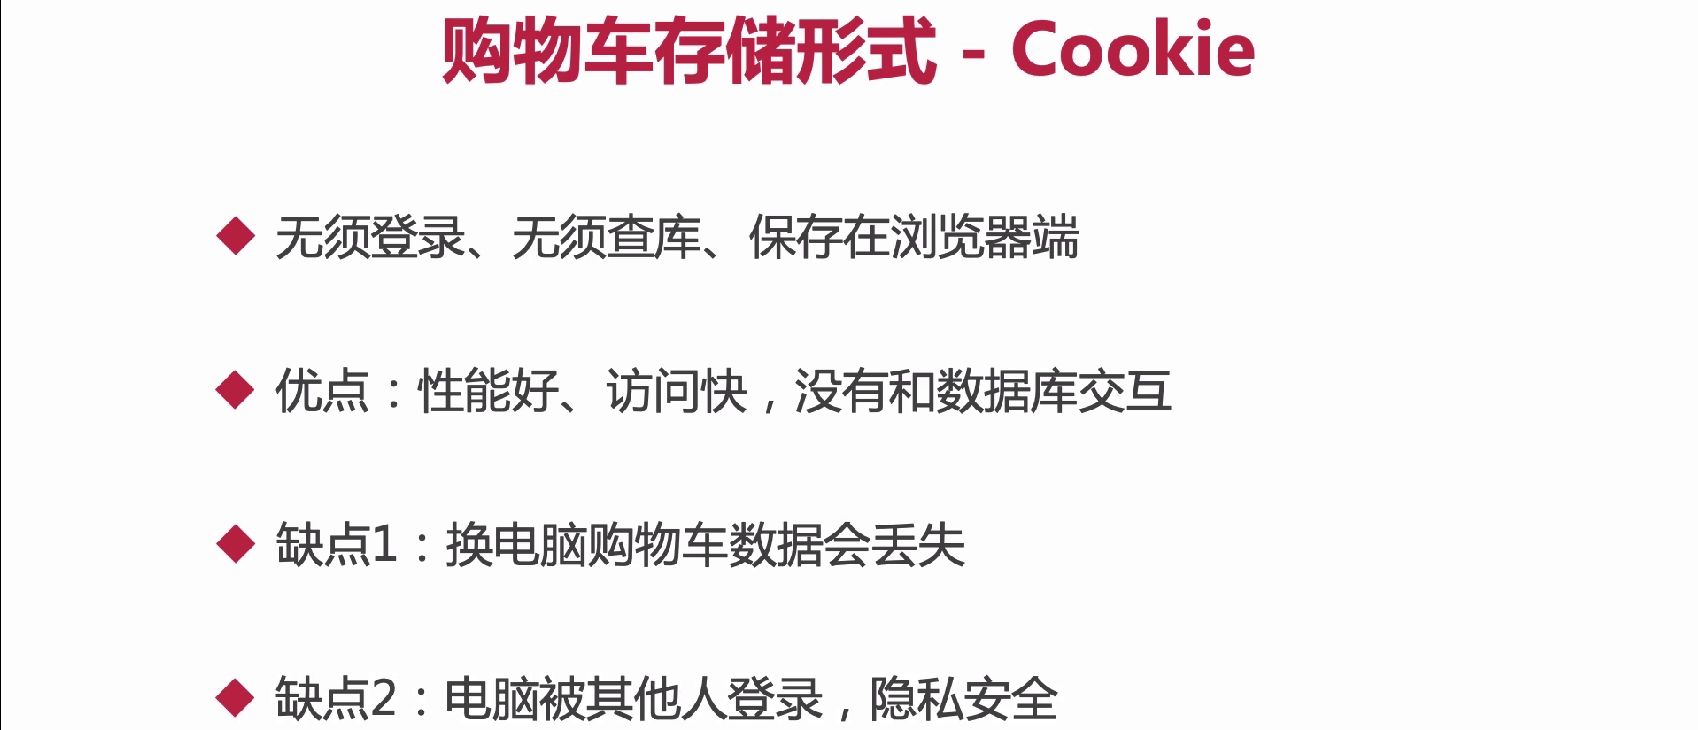 购物车存储形式 - Cookie
无须登录、无须查库、保存在浏览器端
优点：性能好、访问快，没有和数据库交互
缺点1：换电脑购物车数据会丢失
缺点2：电脑被其他人登录，隐私安全